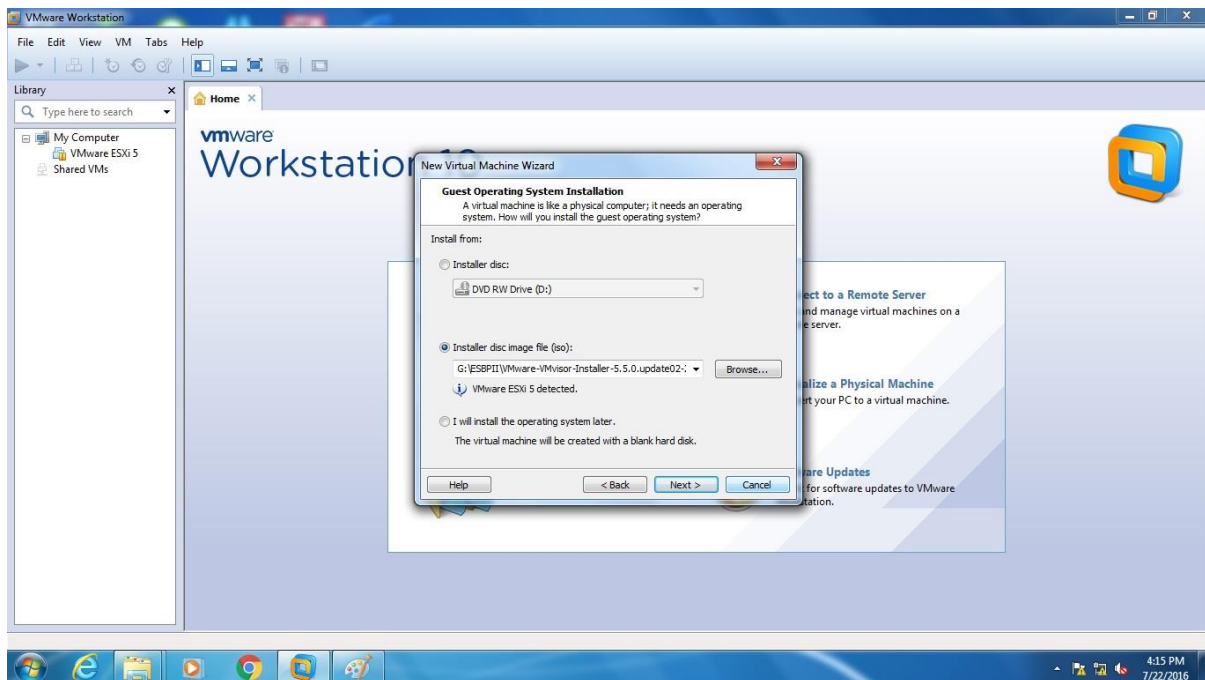 VMware Workstation
File Edit View VM Tabs Help
Library
Type here to search
My Computer
VMware ESXi 5
Shared VMs
Home
vmware
Workstation
New Virtual Machine Wizard
Guest Operating System Installation
A virtual machine is like a physical computer; it needs an operating
system. How will you install the guest operating system?
Install from:
Installer disc:
DVD RW Drive (D:)
Installer disc image file (iso):
G:\ESBPII\VMware-VMvisor-Installer-5.5.0.update02-
Browse...
VMware ESXi 5 detected.
I will install the operating system later.
The virtual machine will be created with a blank hard disk.
Help
< Back
Next >
Cancel
ect to a Remote Server
and manage virtual machines on a
e server.
alize a Physical Machine
ert your PC to a virtual machine.
are Updates
for software updates to VMware
station.
4:15 PM
7/22/2016